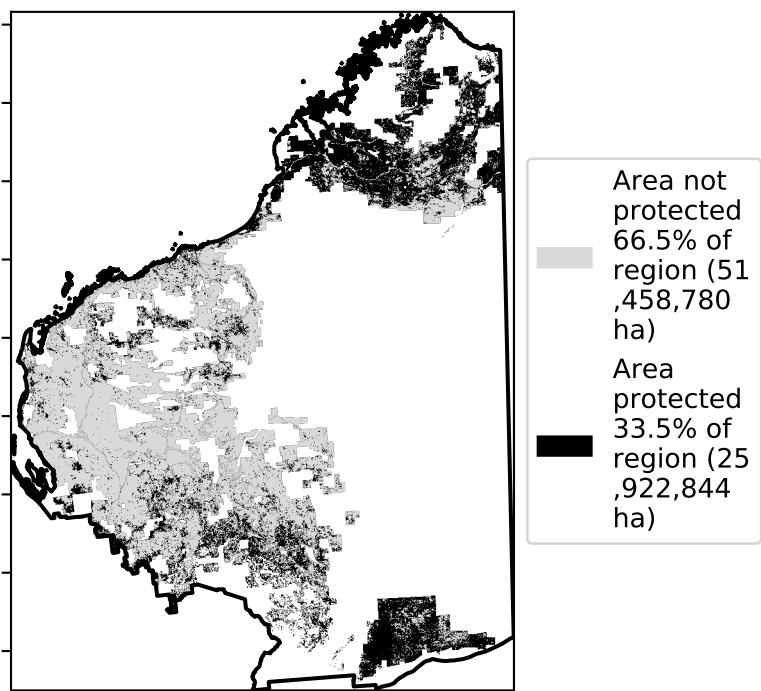 Area not
protected
66.5% of
region (51
,458,780
ha)
Area
protected
33.5% of
region (25
,922,844
ha)